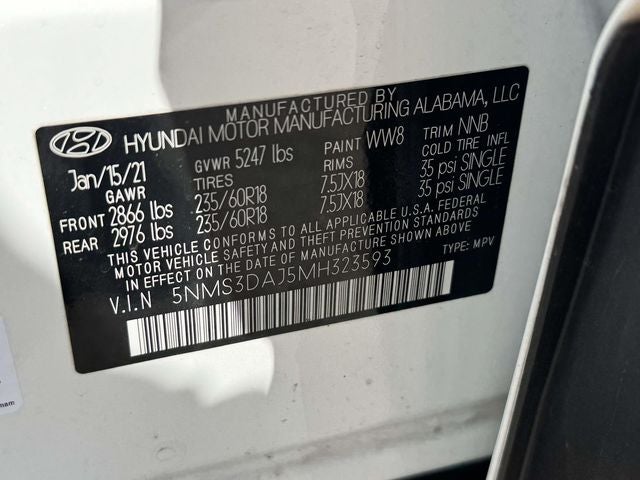 MANUFACTURED BY
HYUNDAI MOTOR MANUFACTURING ALABAMA, LLC
Jan/15/21 GVWR 5247 lbs PAINT WW8 TRIM NNB
GAWR TIRES RIMS COLD TIRE INFL
FRONT 2866 lbs 235/60R18 7.5JX18 35 psi SINGLE
REAR 2976 lbs 235/60R18 7.5JX18 35 psi SINGLE
THIS VEHICLE CONFORMS TO ALL APPLICABLE U.S.A. FEDERAL
MOTOR VEHICLE SAFETY AND THEFT PREVENTION STANDARDS
IN EFFECT ON THE DATE OF MANUFACTURE SHOWN ABOVE.
V.I.N 5NMS3DAJ5MH323593 TYPE: MPV